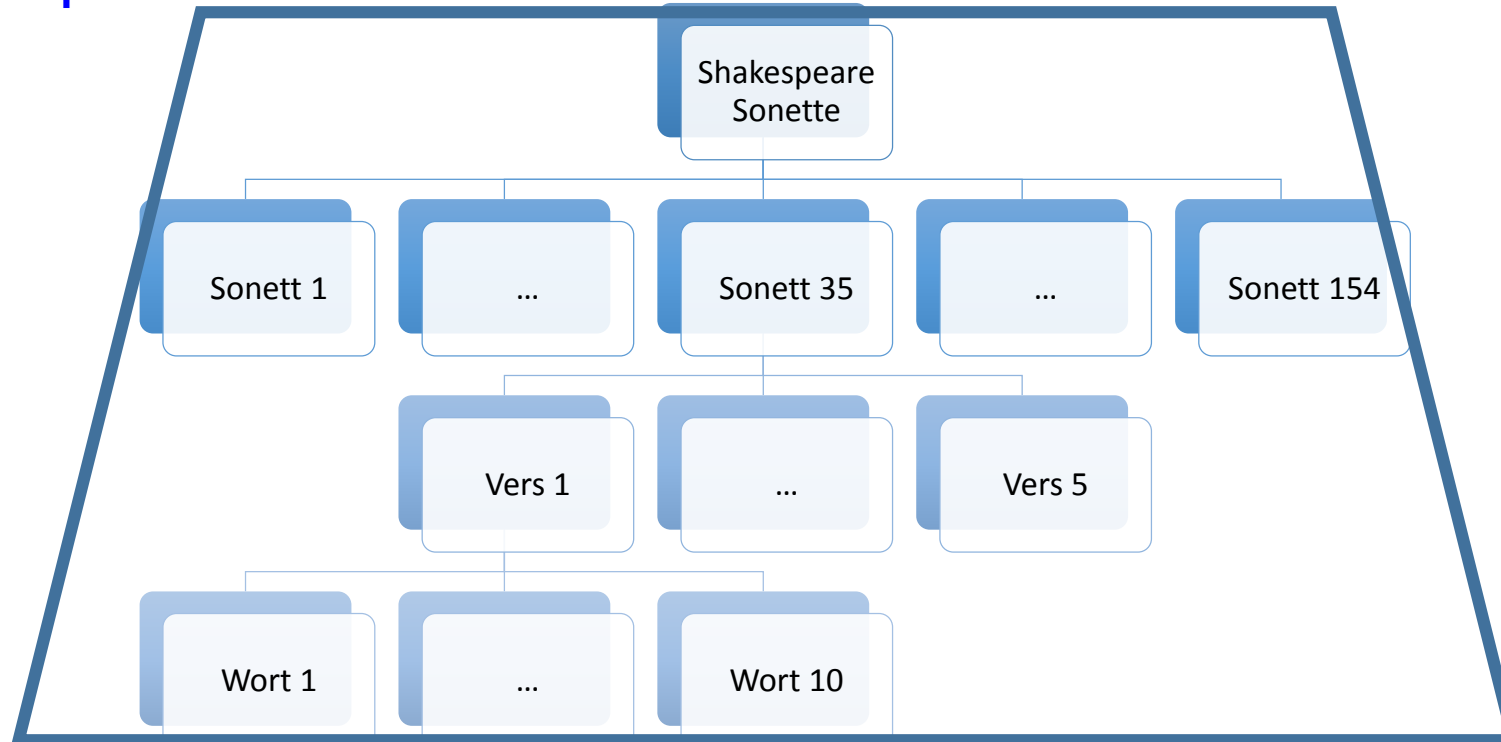 Shakespeare
Sonette
Sonett 1
...
Sonett 35
...
Sonett 154
Vers 1
...
Vers 5
Wort 1
...
Wort 10